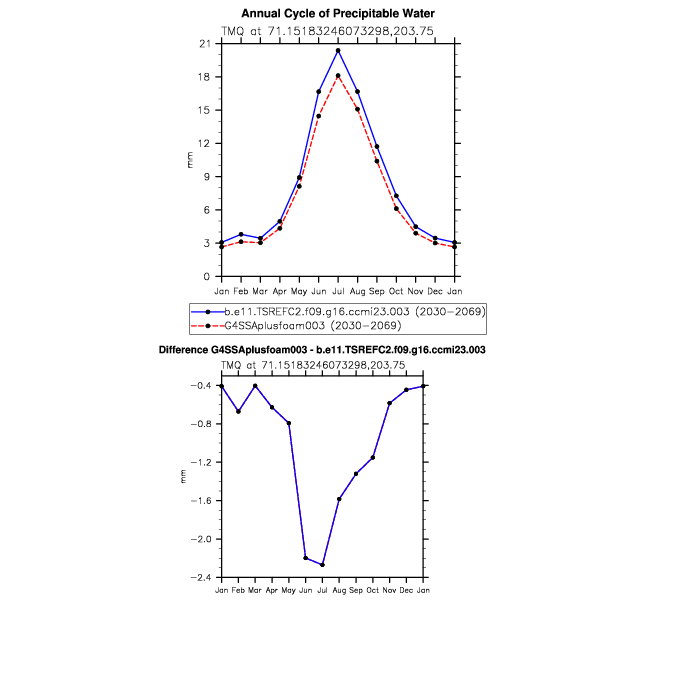 Annual Cycle of Precipitable Water
TMQ at 71.15183246073298,203.75
21
18
15
12
9
6
3
0
mm
Jan Feb Mar Apr May Jun Jul Aug Sep Oct Nov Dec Jan
b.e11.TSREFC2.f09.g16.ccmi23.003 (2030-2069)
G4SSAplusfoam003 (2030-2069)
Difference G4SSAplusfoam003 - b.e11.TSREFC2.f09.g16.ccmi23.003
TMQ at 71.15183246073298,203.75
-0.4
-0.8
-1.2
-1.6
-2.0
-2.4
mm
Jan Feb Mar Apr May Jun Jul Aug Sep Oct Nov Dec Jan